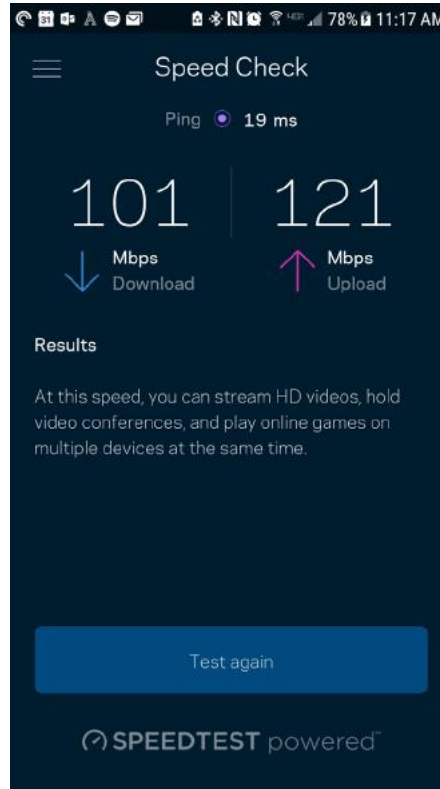 31 78% 11:17 AM
Speed Check
Ping 19 ms
101 121
Mbps Mbps
Download Upload
Results
At this speed, you can stream HD videos, hold
video conferences, and play online games on
multiple devices at the same time.
Test again
SPEEDTEST powered™